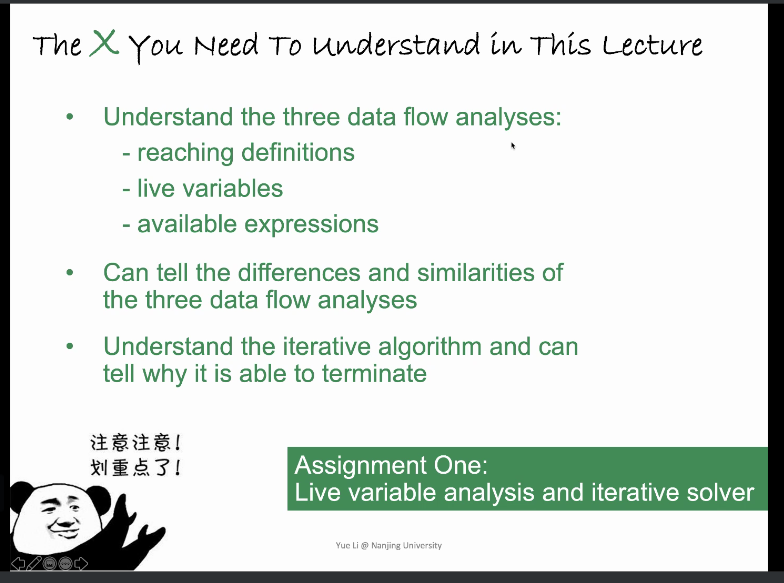 The X You Need To Understand in This Lecture
• Understand the three data flow analyses:
- reaching definitions
- live variables
- available expressions
• Can tell the differences and similarities of
the three data flow analyses
• Understand the iterative algorithm and can
tell why it is able to terminate
注意注意!
划重点了!
Assignment One:
Live variable analysis and iterative solver
Yue Li @ Nanjing University